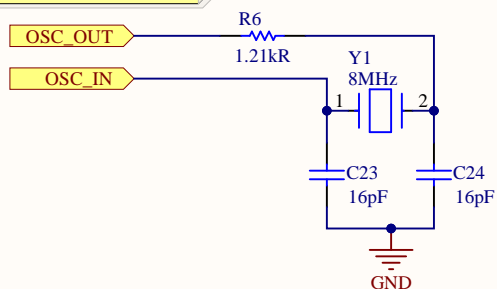 R6
OSC_OUT
1.21kR
Y1
OSC_IN
8MHz
1
2
C23
C24
16pF
16pF
GND